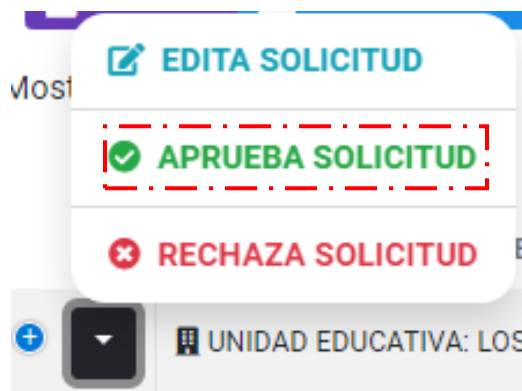 EDITA SOLICITUD
Most
APRUEBA SOLICITUD
RECHAZA SOLICITUD
UNIDAD EDUCATIVA: LOS